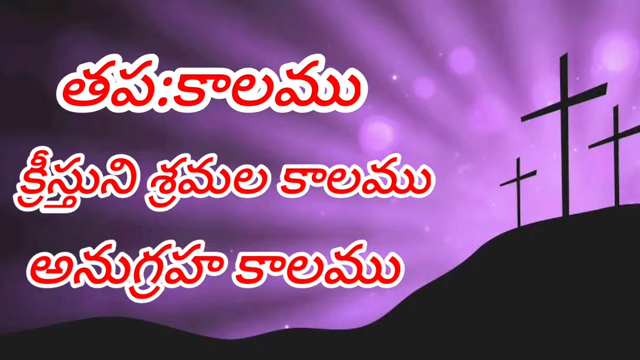 తప:కాలము
క్రీస్తుని శ్రమల కాలము
అనుగ్రహ కాలము